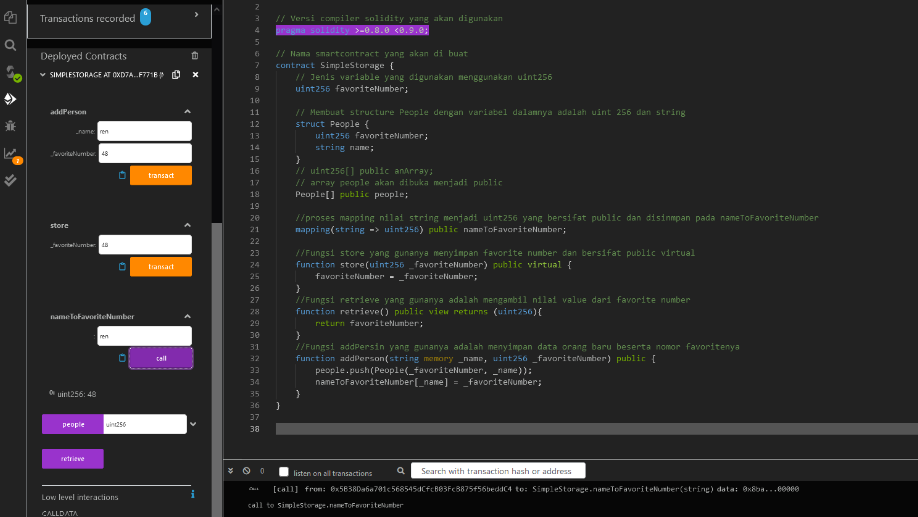 Transactions recorded 6
Deployed Contracts
SIMPLESTORAGE AT 0XD7A...F771B (M
addPerson
_name: ren
_favoriteNumber: 48
transact
store
_favoriteNumber: 48
transact
nameToFavoriteNumber
: ren
call
0: uint256: 48
people uint256
retrieve
Low level interactions
CALLDATA
2
2
3 // Versi compiler solidity yang akan digunakan
4 pragma solidity >=0.8.0 <0.9.0;
5
6 // Nama smartcontract yang akan di buat
7 contract SimpleStorage {
8 // Jenis variable yang digunakan menggunakan uint256
9 uint256 favoriteNumber;
10
11 // Membuat structure People dengan variabel dalamnya adalah uint 256 dan string
12 struct People {
13 uint256 favoriteNumber;
14 string name;
15 }
16 // uint256[] public anArray;
17 // array people akan dibuka menjadi public
18 People[] public people;
19
20 //proses mapping nilai string menjadi uint256 yang bersifat public dan disinmpan pada nameToFavoriteNumber
21 mapping(string => uint256) public nameToFavoriteNumber;
22
23 //Fungsi store yang gunanya menyimpan favorite number dan bersifat public virtual
24 function store(uint256 _favoriteNumber) public virtual {
25 favoriteNumber = _favoriteNumber;
26 }
27 //Fungsi retrieve yang gunanya adalah mengambil nilai value dari favorite number
28 function retrieve() public view returns (uint256){
29 return favoriteNumber;
30 }
31 //Fungsi addPersin yang gunanya adalah menyimpan data orang baru beserta nomor favoritenya
32 function addPerson(string memory _name, uint256 _favoriteNumber) public {
33 people.push(People(_favoriteNumber, _name));
34 nameToFavoriteNumber[_name] = _favoriteNumber;
35 }
36 }
37
38
0 listen on all transactions Search with transaction hash or address
[call] from: 0x5B38Da6a701c568545dCfcB03FcB875f56beddC4 to: SimpleStorage.nameToFavoriteNumber(string) data: 0x8ba...00000
call to SimpleStorage.nameToFavoriteNumber